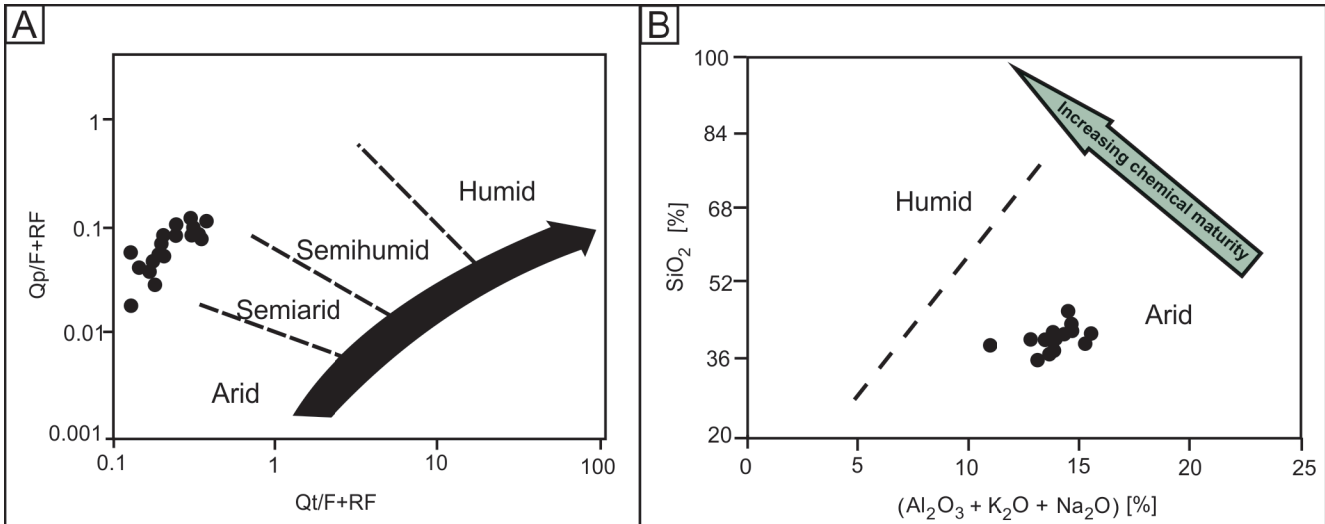 A
1
0.1
0.01
0.001
0.1
1
10
100
Qp/F+RF
Qt/F+RF
Humid
Semihumid
Semiarid
Arid
B
100
84
68
52
36
20
0
5
10
15
20
25
SiO₂ [%]
(Al₂O₃ + K₂O + Na₂O) [%]
Humid
Arid
Increasing chemical maturity